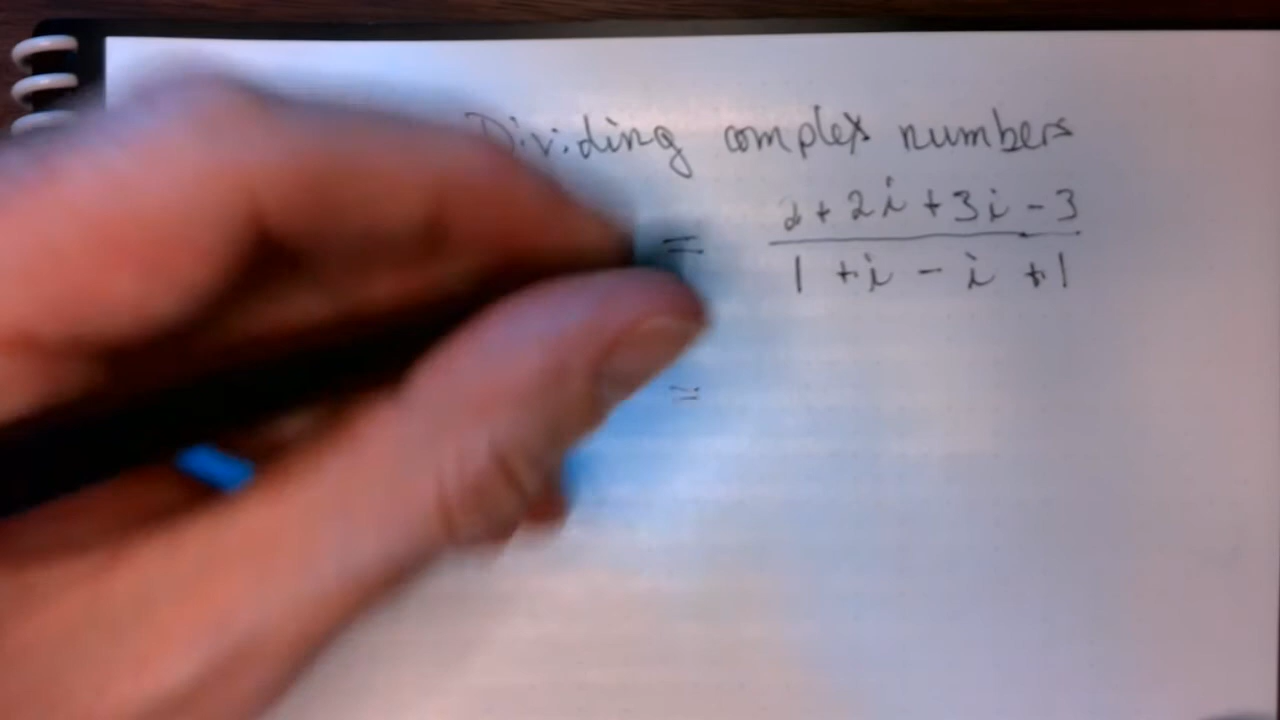 Dividing complex numbers
= 2 + 2i + 3i - 3
1 + i - i + 1
=